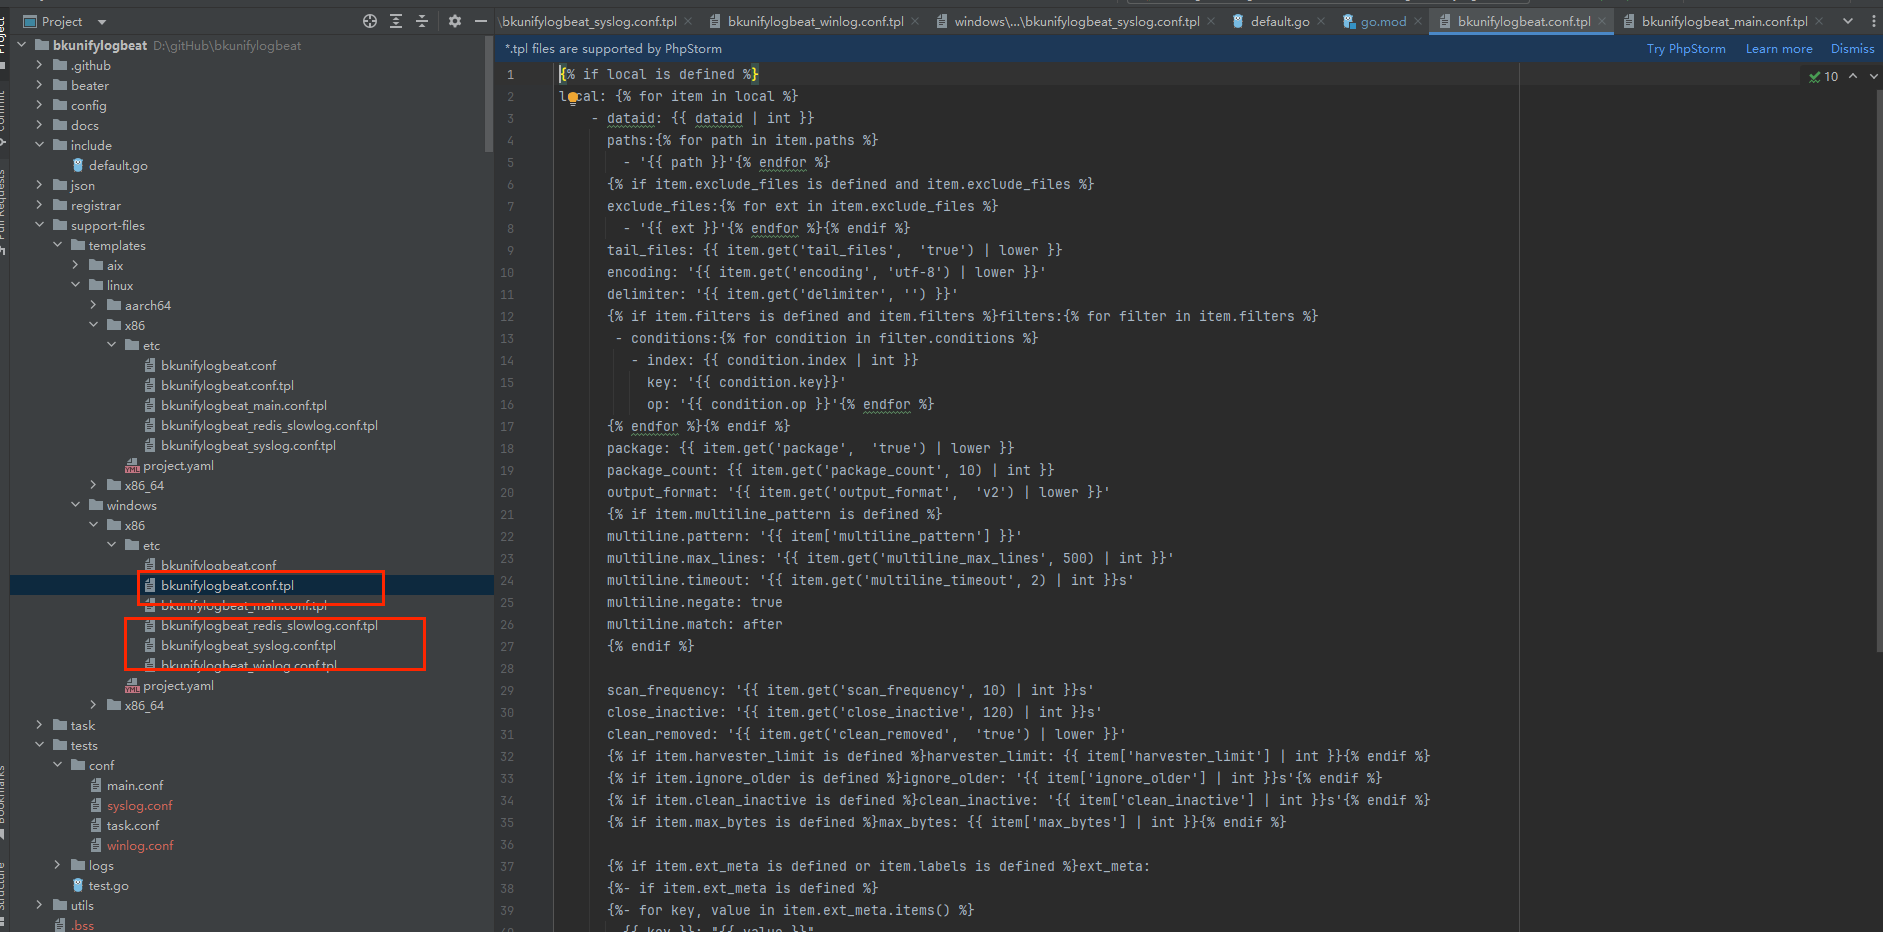 Project
\bkunifylogbeat_syslog.conf.tpl
bkunifylogbeat_winlog.conf.tpl
windows\...\bkunifylogbeat_syslog.conf.tpl
default.go
go.mod
bkunifylogbeat.conf.tpl
bkunifylogbeat_main.conf.tpl
*.tpl files are supported by PhpStorm
Try PhpStorm
Learn more
Dismiss
bkunifylogbeat D:\gitHub\bkunifylogbeat
.github
beater
config
docs
include
default.go
json
registrar
support-files
templates
aix
linux
aarch64
x86
etc
bkunifylogbeat.conf
bkunifylogbeat.conf.tpl
bkunifylogbeat_main.conf.tpl
bkunifylogbeat_redis_slowlog.conf.tpl
bkunifylogbeat_syslog.conf.tpl
project.yaml
x86_64
windows
x86
etc
bkunifylogbeat.conf
bkunifylogbeat.conf.tpl
bkunifylogbeat_main.conf.tpl
bkunifylogbeat_redis_slowlog.conf.tpl
bkunifylogbeat_syslog.conf.tpl
bkunifylogbeat_winlog.conf.tpl
project.yaml
x86_64
task
tests
conf
main.conf
syslog.conf
task.conf
winlog.conf
logs
test.go
utils
.bss
10
1 {% if local is defined %}
2 local: {% for item in local %}
3 - dataid: {{ dataid | int }}
4 paths:{% for path in item.paths %}
5 - '{{ path }}'{% endfor %}
6 {% if item.exclude_files is defined and item.exclude_files %}
7 exclude_files:{% for ext in item.exclude_files %}
8 - '{{ ext }}'{% endfor %}{% endif %}
9 tail_files: {{ item.get('tail_files',  'true') | lower }}
10 encoding: '{{ item.get('encoding', 'utf-8') | lower }}'
11 delimiter: '{{ item.get('delimiter', '') }}'
12 {% if item.filters is defined and item.filters %}filters:{% for filter in item.filters %}
13 - conditions:{% for condition in filter.conditions %}
14 - index: {{ condition.index | int }}
15 key: '{{ condition.key}}'
16 op: '{{ condition.op }}'{% endfor %}
17 {% endfor %}{% endif %}
18 package: {{ item.get('package',  'true') | lower }}
19 package_count: {{ item.get('package_count', 10) | int }}
20 output_format: '{{ item.get('output_format',  'v2') | lower }}'
21 {% if item.multiline_pattern is defined %}
22 multiline.pattern: '{{ item['multiline_pattern'] }}'
23 multiline.max_lines: '{{ item.get('multiline_max_lines', 500) | int }}'
24 multiline.timeout: '{{ item.get('multiline_timeout', 2) | int }}s'
25 multiline.negate: true
26 multiline.match: after
27 {% endif %}
28
29 scan_frequency: '{{ item.get('scan_frequency', 10) | int }}s'
30 close_inactive: '{{ item.get('close_inactive', 120) | int }}s'
31 clean_removed: '{{ item.get('clean_removed',  'true') | lower }}'
32 {% if item.harvester_limit is defined %}harvester_limit: {{ item['harvester_limit'] | int }}{% endif %}
33 {% if item.ignore_older is defined %}ignore_older: '{{ item['ignore_older'] | int }}s'{% endif %}
34 {% if item.clean_inactive is defined %}clean_inactive: '{{ item['clean_inactive'] | int }}s'{% endif %}
35 {% if item.max_bytes is defined %}max_bytes: {{ item['max_bytes'] | int }}{% endif %}
36
37 {% if item.ext_meta is defined or item.labels is defined %}ext_meta:
38 {%- if item.ext_meta is defined %}
39 {%- for key, value in item.ext_meta.items() %}
{{ key }}: "{{ value }}"